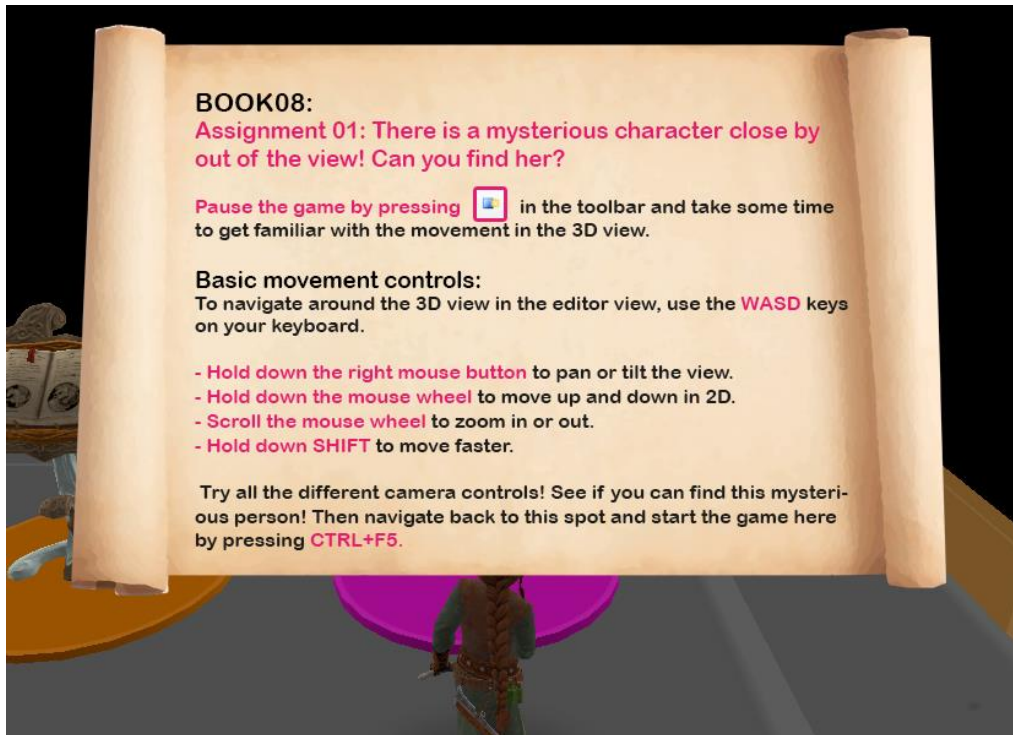 BOOK08:
Assignment 01: There is a mysterious character close by
out of the view! Can you find her?
Pause the game by pressing in the toolbar and take some time
to get familiar with the movement in the 3D view.
Basic movement controls:
To navigate around the 3D view in the editor view, use the WASD keys
on your keyboard.
- Hold down the right mouse button to pan or tilt the view.
- Hold down the mouse wheel to move up and down in 2D.
- Scroll the mouse wheel to zoom in or out.
- Hold down SHIFT to move faster.
Try all the different camera controls! See if you can find this mysteri-
ous person! Then navigate back to this spot and start the game here
by pressing CTRL+F5.